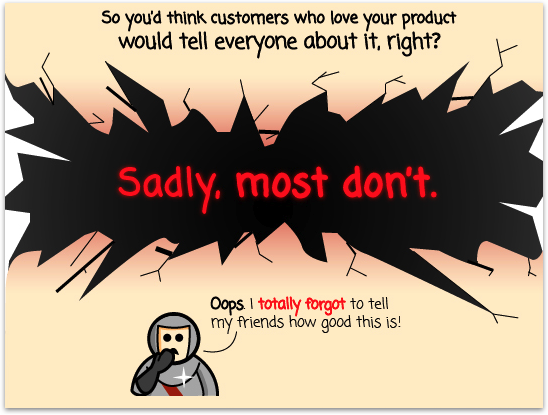 So you'd think customers who love your product
would tell everyone about it, right?
Sadly, most don't.
Oops. I totally forgot to tell
my friends how good this is!